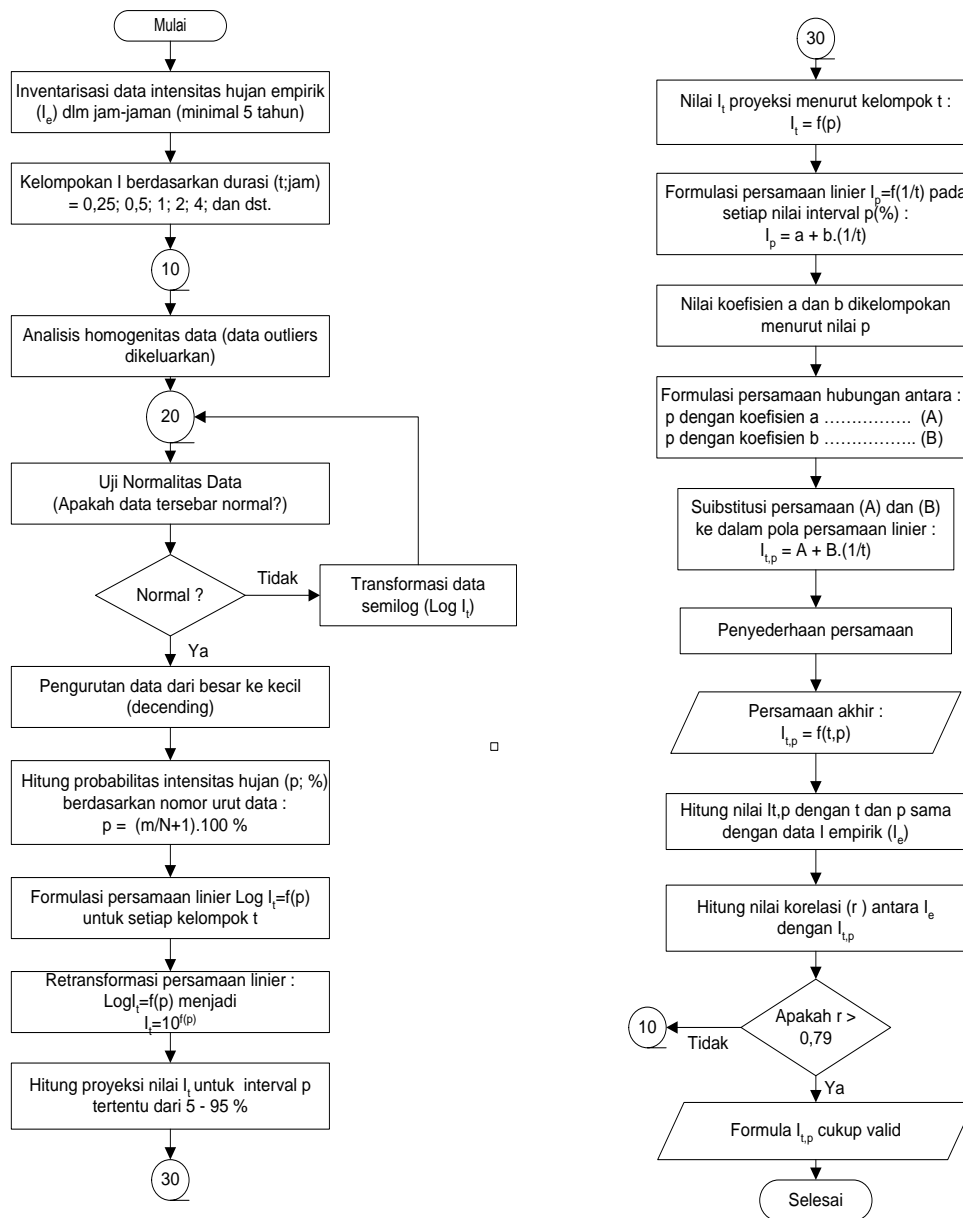 Mulai
Inventarisasi data intensitas hujan empirik
(Ie) dlm jam-jaman (minimal 5 tahun)
Kelompokan I berdasarkan durasi (t;jam)
= 0,25; 0,5; 1; 2; 4; dan dst.
10
Analisis homogenitas data (data outliers
dikeluarkan)
20
Uji Normalitas Data
(Apakah data tersebar normal?)
Normal ?
Tidak
Transformasi data
semilog (Log It)
Ya
Pengurutan data dari besar ke kecil
(decending)
Hitung probabilitas intensitas hujan (p; %)
berdasarkan nomor urut data :
p = (m/N+1).100 %
Formulasi persamaan linier Log It=f(p)
untuk setiap kelompok t
Retransformasi persamaan linier :
LogIt=f(p) menjadi
It=10f(p)
Hitung proyeksi nilai It untuk interval p
tertentu dari 5 - 95 %
30
30
Nilai It proyeksi menurut kelompok t :
It = f(p)
Formulasi persamaan linier Ip=f(1/t) pada
setiap nilai interval p(%) :
Ip = a + b.(1/t)
Nilai koefisien a dan b dikelompokan
menurut nilai p
Formulasi persamaan hubungan antara :
p dengan koefisien a ……………. (A)
p dengan koefisien b …………….. (B)
Suibstitusi persamaan (A) dan (B)
ke dalam pola persamaan linier :
It,p = A + B.(1/t)
Penyederhaan persamaan
Persamaan akhir :
It,p = f(t,p)
Hitung nilai It,p dengan t dan p sama
dengan data I empirik (Ie)
Hitung nilai korelasi (r ) antara Ie
dengan It,p
Apakah r >
0,79
Tidak
10
Ya
Formula It,p cukup valid
Selesai